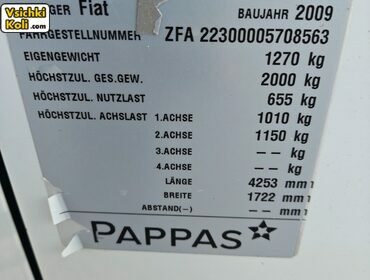 Vsichki
Koli .com
Fiat
BAUJAHR 2009
FAHRGESTELLNUMMER ZFA 22300005708563
EIGENGEWICHT 1270 kg
HÖCHSTZUL. GES.GEW. 2000 kg
HÖCHSTZUL. NUTZLAST 655 kg
HÖCHSTZUL. ACHSLAST 1.ACHSE 1010 kg
2.ACHSE 1150 kg
3.ACHSE -- kg
4.ACHSE -- kg
LÄNGE 4253 mm
BREITE 1722 mm
ABSTAND(-) -- mm
PAPPAS